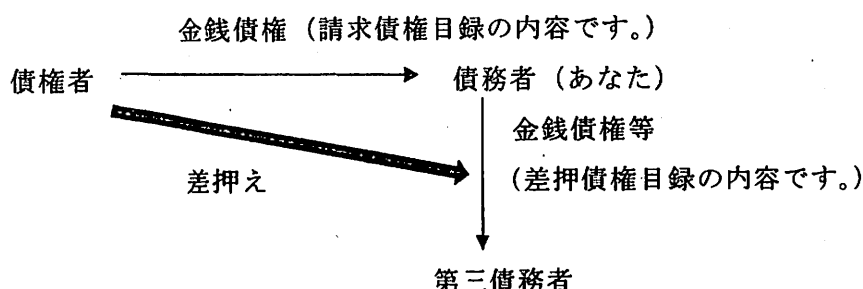 金銭債権（請求債権目録の内容です。）
債権者
債務者（あなた）
金銭債権等
（差押債権目録の内容です。）
差押え
第三債務者